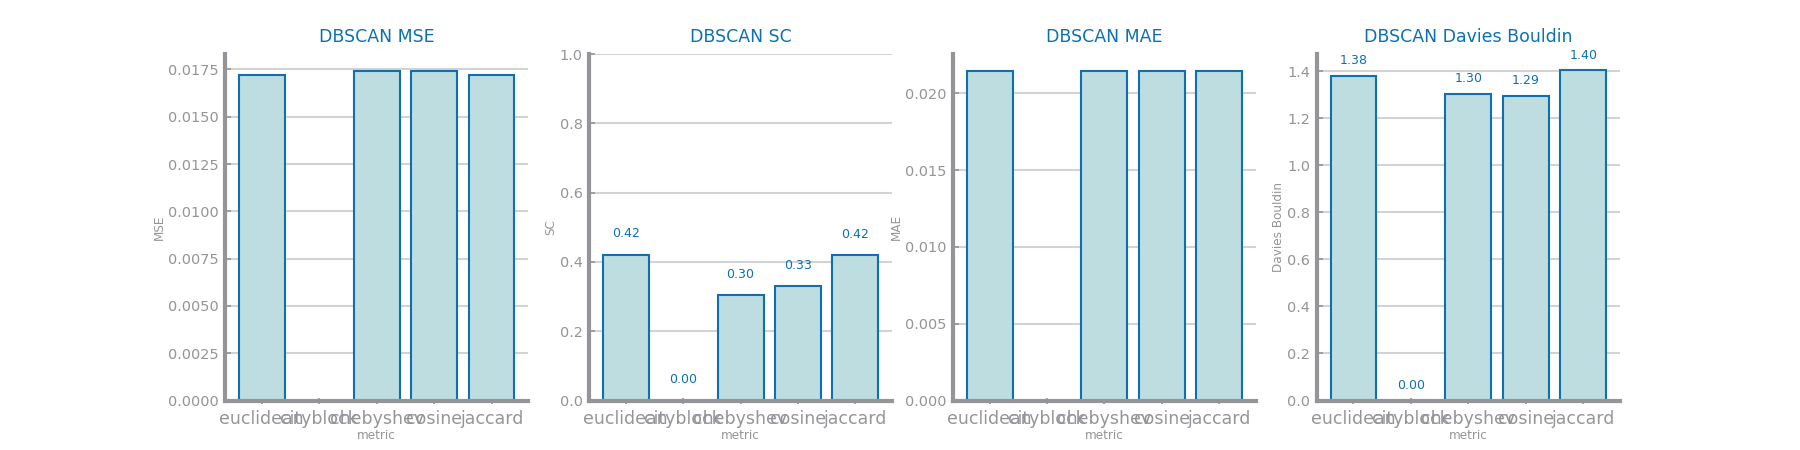 DBSCAN MSE
MSE
0.0175
0.0150
0.0125
0.0100
0.0075
0.0050
0.0025
0.0000
euclidean cityblock chebyshev cosine jaccard
metric
DBSCAN SC
SC
1.0
0.8
0.6
0.4
0.2
0.0
0.42
0.00
0.30
0.33
0.42
euclidean cityblock chebyshev cosine jaccard
metric
DBSCAN MAE
MAE
0.020
0.015
0.010
0.005
0.000
euclidean cityblock chebyshev cosine jaccard
metric
DBSCAN Davies Bouldin
Davies Bouldin
1.4
1.2
1.0
0.8
0.6
0.4
0.2
0.0
1.38
0.00
1.30
1.29
1.40
euclidean cityblock chebyshev cosine jaccard
metric